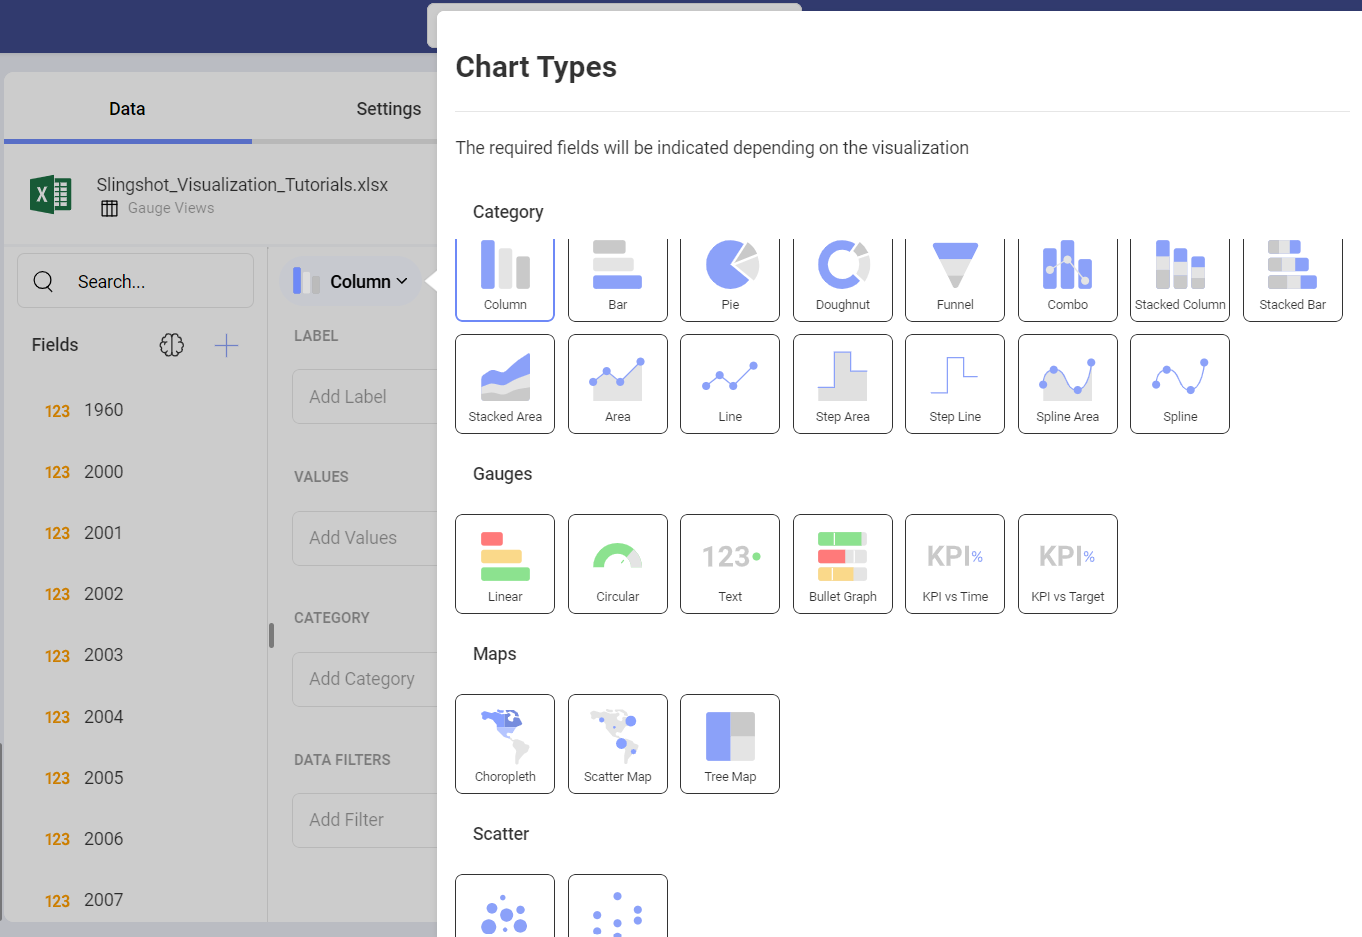 Chart Types
The required fields will be indicated depending on the visualization
Data
Settings
X
Slingshot_Visualization_Tutorials.xlsx
Gauge Views
Search...
Column
Fields
123 1960
123 2000
123 2001
123 2002
123 2003
123 2004
123 2005
123 2006
123 2007
LABEL
Add Label
VALUES
Add Values
CATEGORY
Add Category
DATA FILTERS
Add Filter
Category
Column
Bar
Pie
Doughnut
Funnel
Combo
Stacked Column
Stacked Bar
Stacked Area
Area
Line
Step Area
Step Line
Spline Area
Spline
Gauges
Linear
Circular
123
Text
Bullet Graph
KPI%
KPI vs Time
KPI%
KPI vs Target
Maps
Choropleth
Scatter Map
Tree Map
Scatter